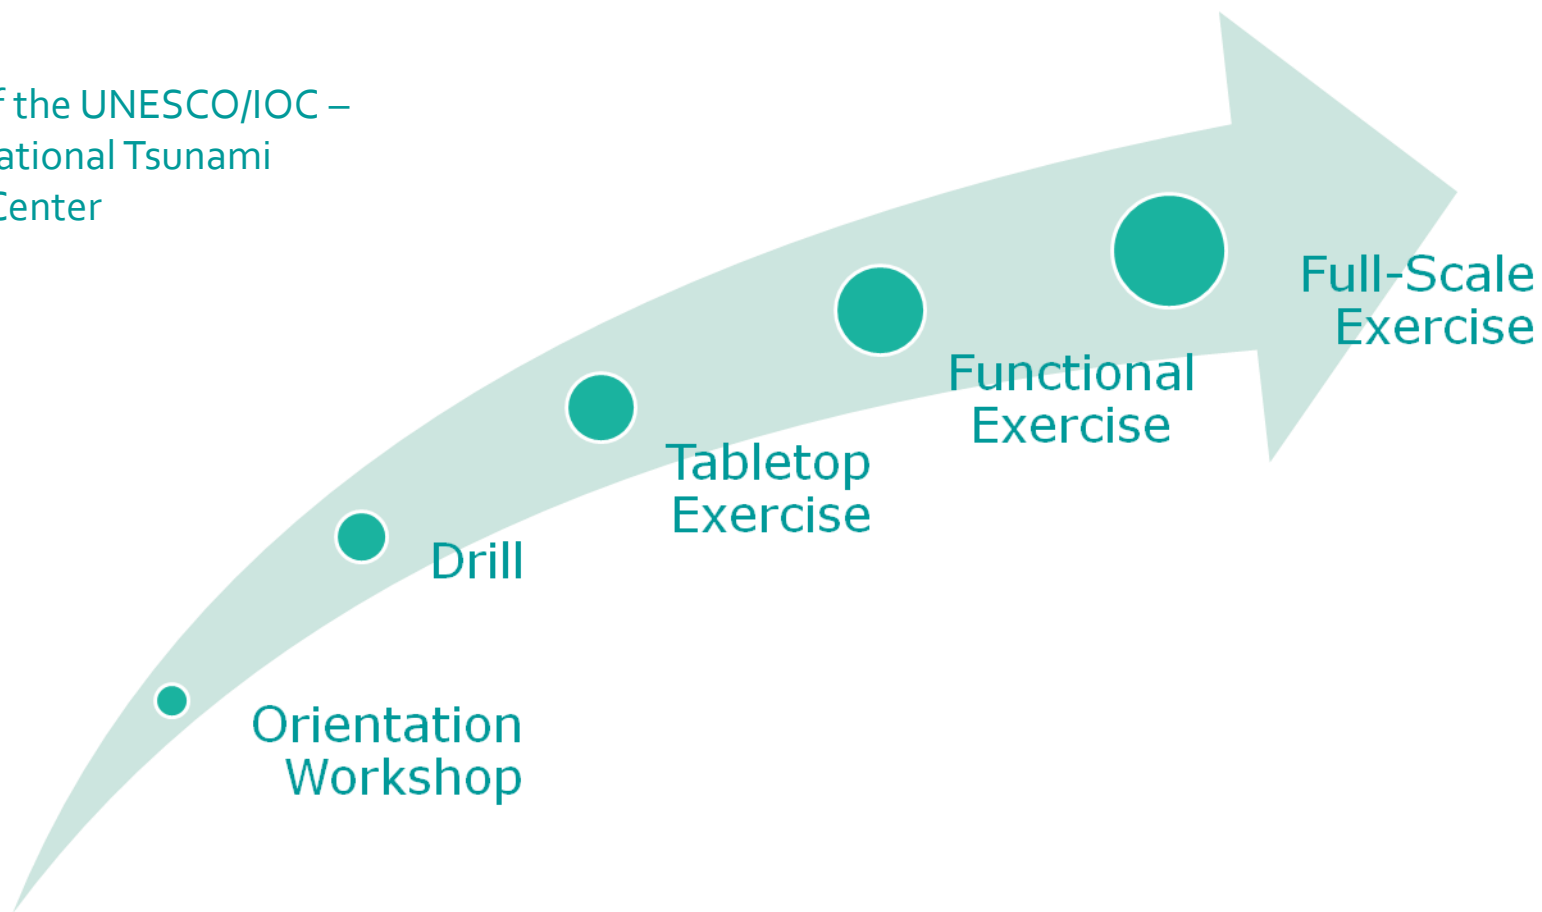 f the UNESCO/IOC –
ational Tsunami
Center
Full-Scale
Exercise
Functional
Exercise
Tabletop
Exercise
Drill
Orientation
Workshop